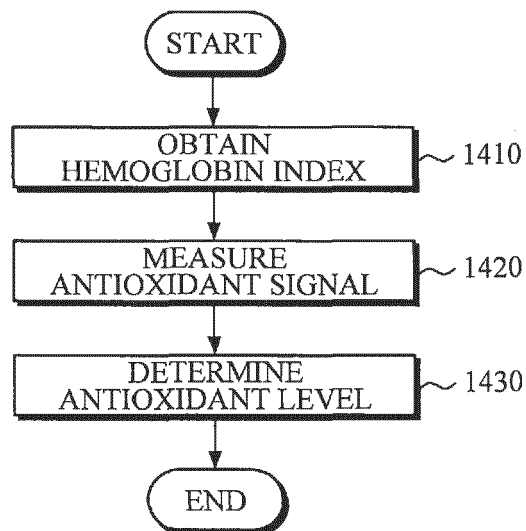 START
OBTAIN
HEMOGLOBIN INDEX
1410
MEASURE
ANTIOXIDANT SIGNAL
1420
DETERMINE
ANTIOXIDANT LEVEL
1430
END